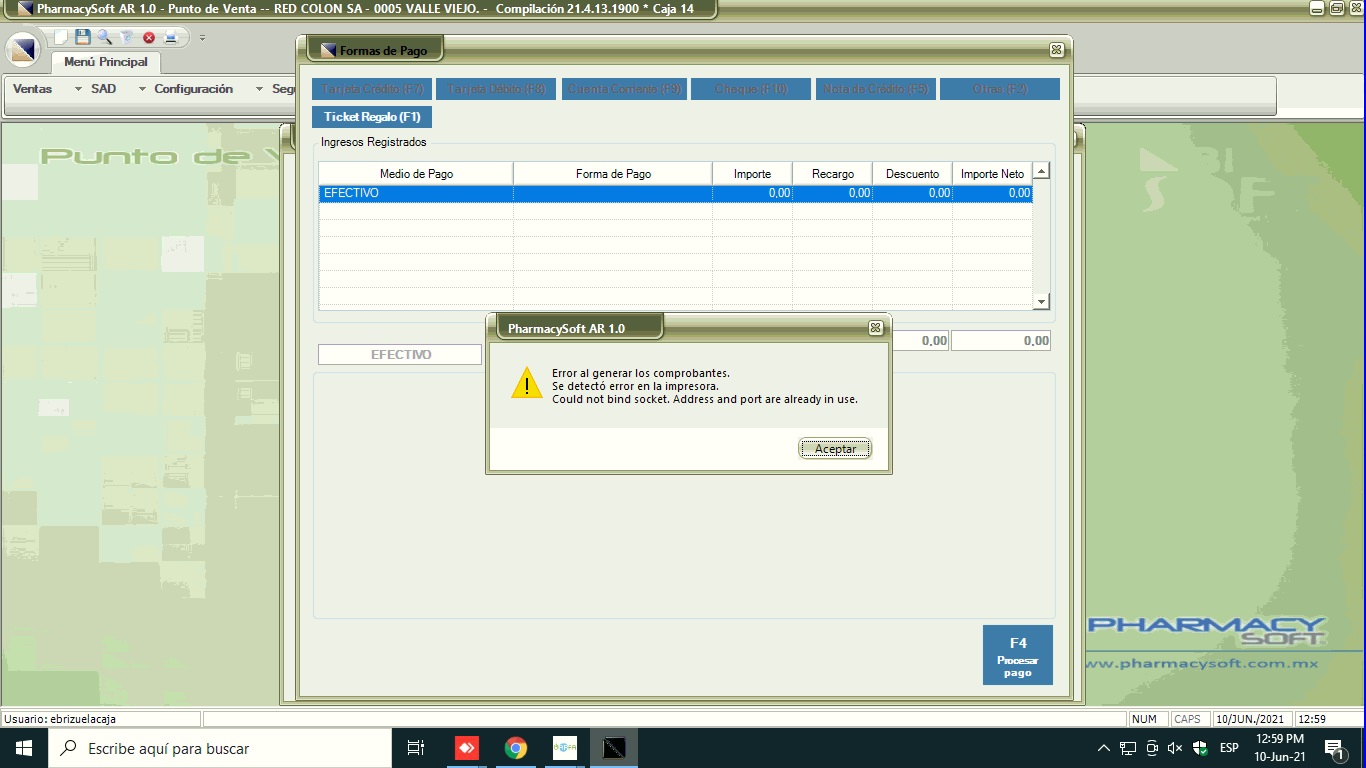 PharmacySoft AR 1.0 - Punto de Venta -- RED COLON SA - 0005 VALLE VIEJO. - Compilación 21.4.13.1900 * Caja 14
Menú Principal
Ventas SAD Configuración Segu
Punto de V
Formas de Pago
Tarjeta Crédito (F7) Tarjeta Débito (F8) Cuenta Corriente (F9) Cheque (F10) Nota de Crédito (F5) Otras (F2)
Ticket Regalo (F1)
Ingresos Registrados
Medio de Pago Forma de Pago Importe Recargo Descuento Importe Neto
EFECTIVO 0,00 0,00 0,00 0,00
EFECTIVO 0,00 0,00
PharmacySoft AR 1.0
Error al generar los comprobantes.
Se detectó error en la impresora.
Could not bind socket. Address and port are already in use.
Aceptar
F4
Procesar
pago
PHARMACY
SOFT
ww.pharmacysoft.com.mx
Usuario: ebrizuelacaja NUM CAPS 10/JUN./2021 12:59
Escribe aquí para buscar
ESP
12:59 PM
10-Jun-21
1